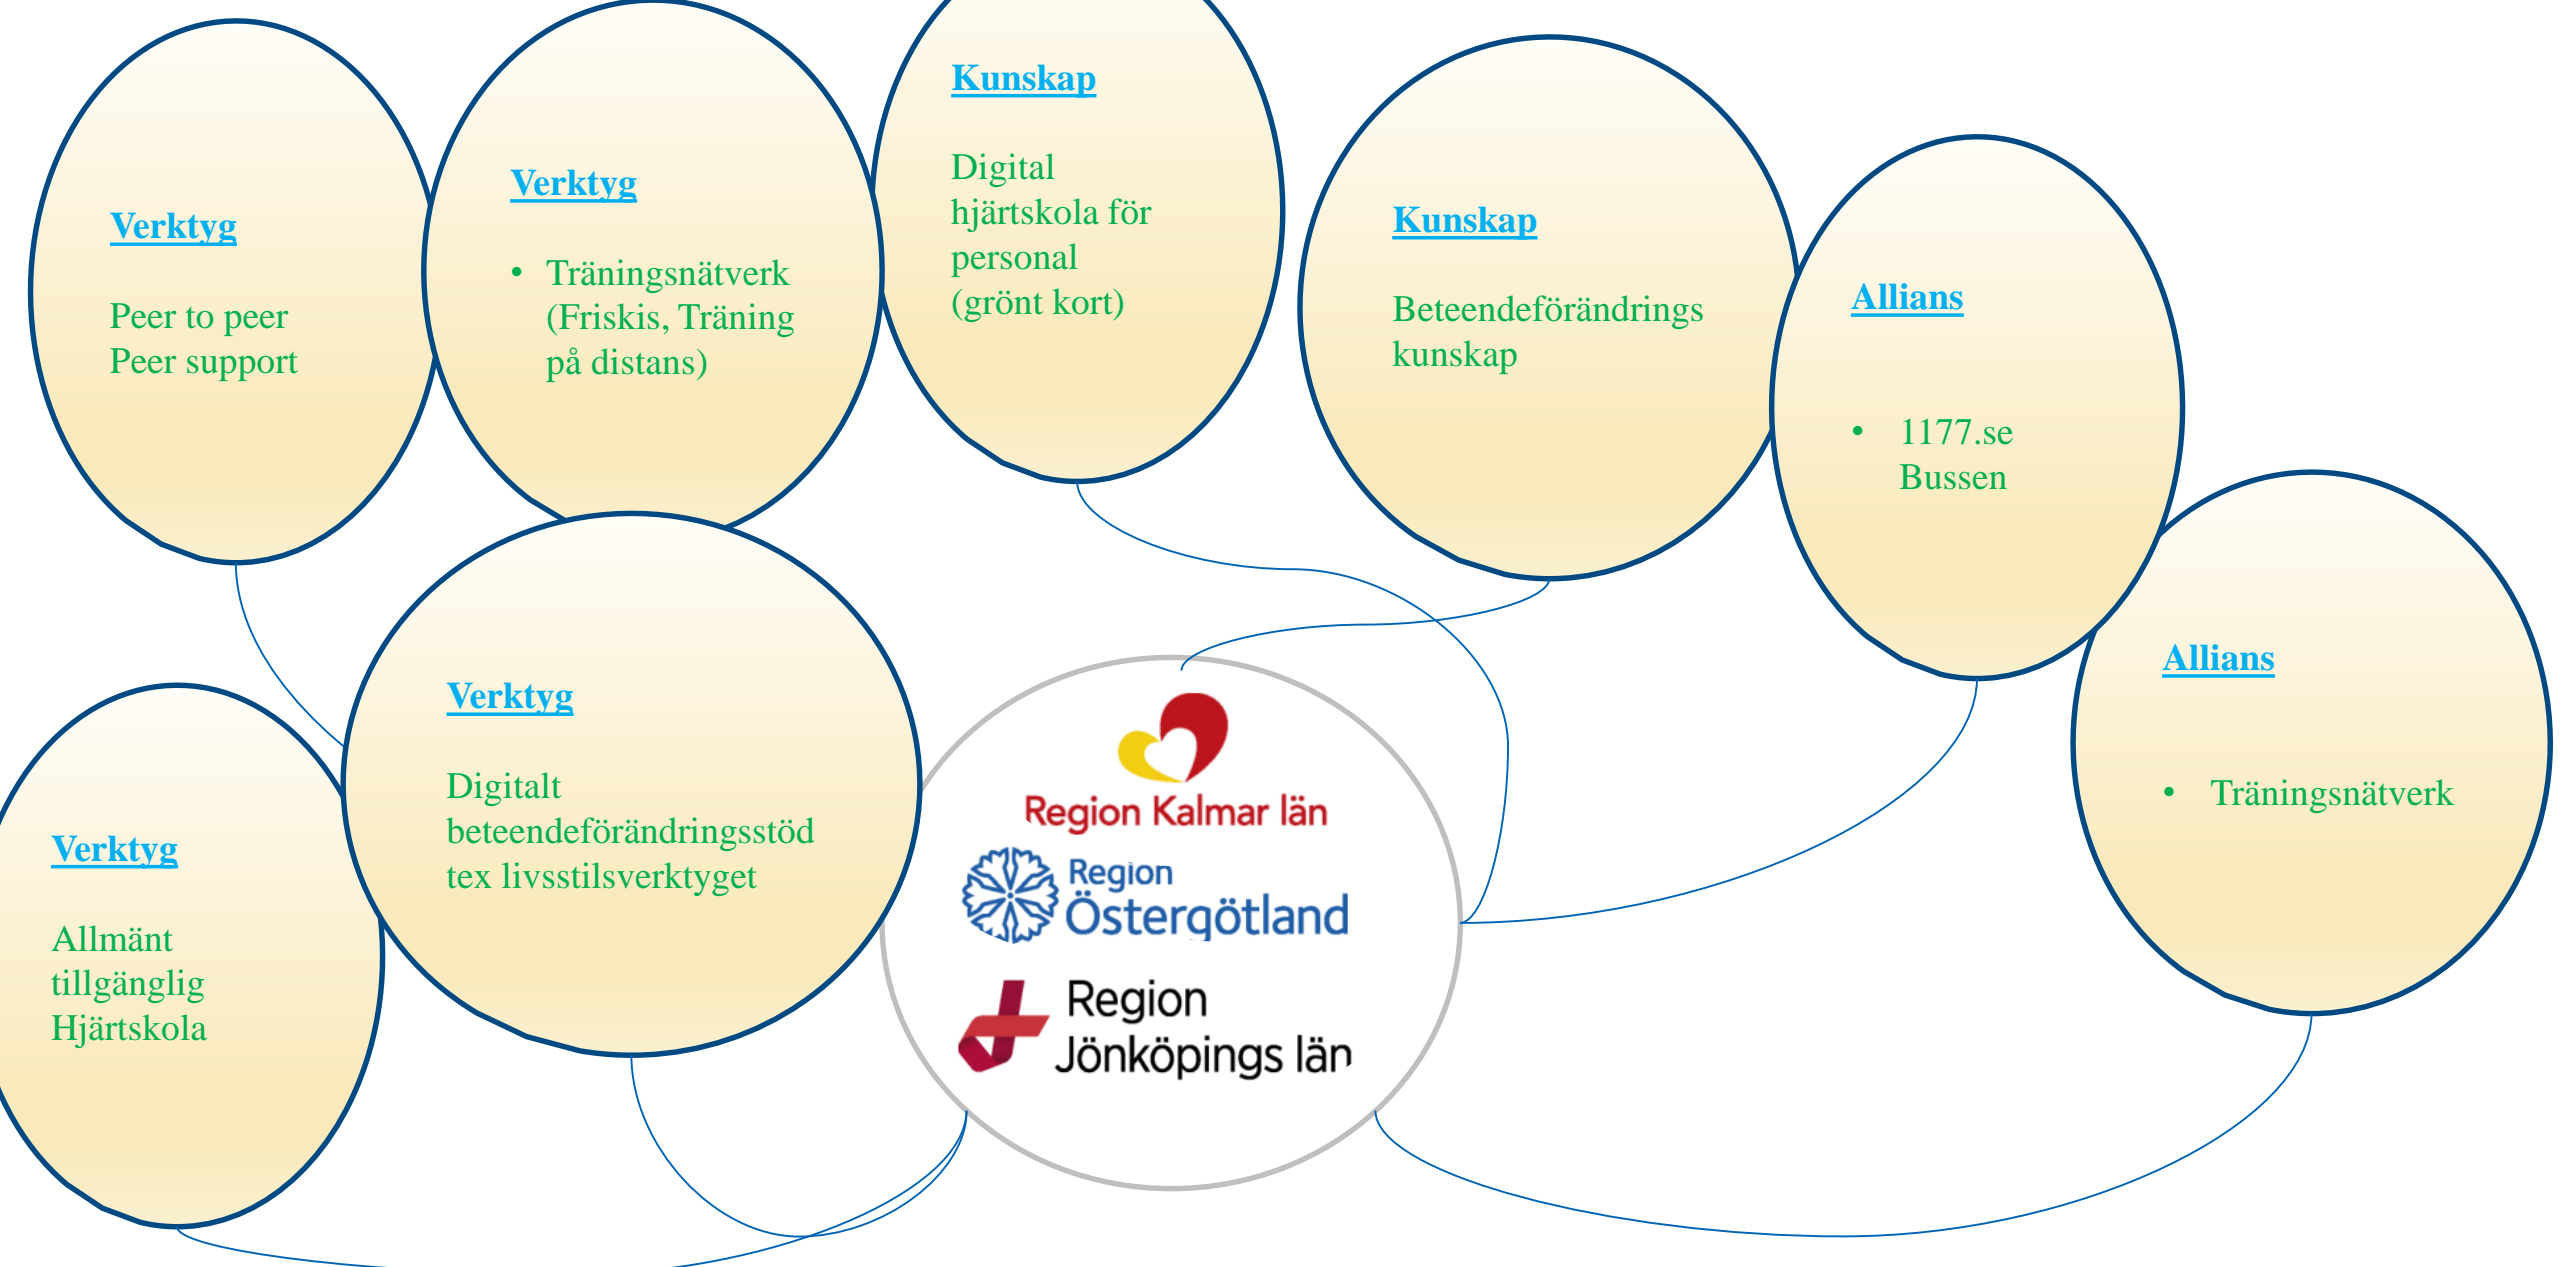 Verktyg
Peer to peer
Peer support
Verktyg
• Träningsnätverk
(Friskis, Träning
på distans)
Kunskap
Digital
hjärtskola för
personal
(grönt kort)
Kunskap
Beteendeförändrings
kunskap
Allians
• 1177.se
Bussen
Allians
• Träningsnätverk
Verktyg
Digitalt
beteendeförändringsstöd
tex livsstilsverktyget
Verktyg
Allmänt
tillgänglig
Hjärtskola
Region Kalmar län
Region
Östergötland
Region
Jönköpings län